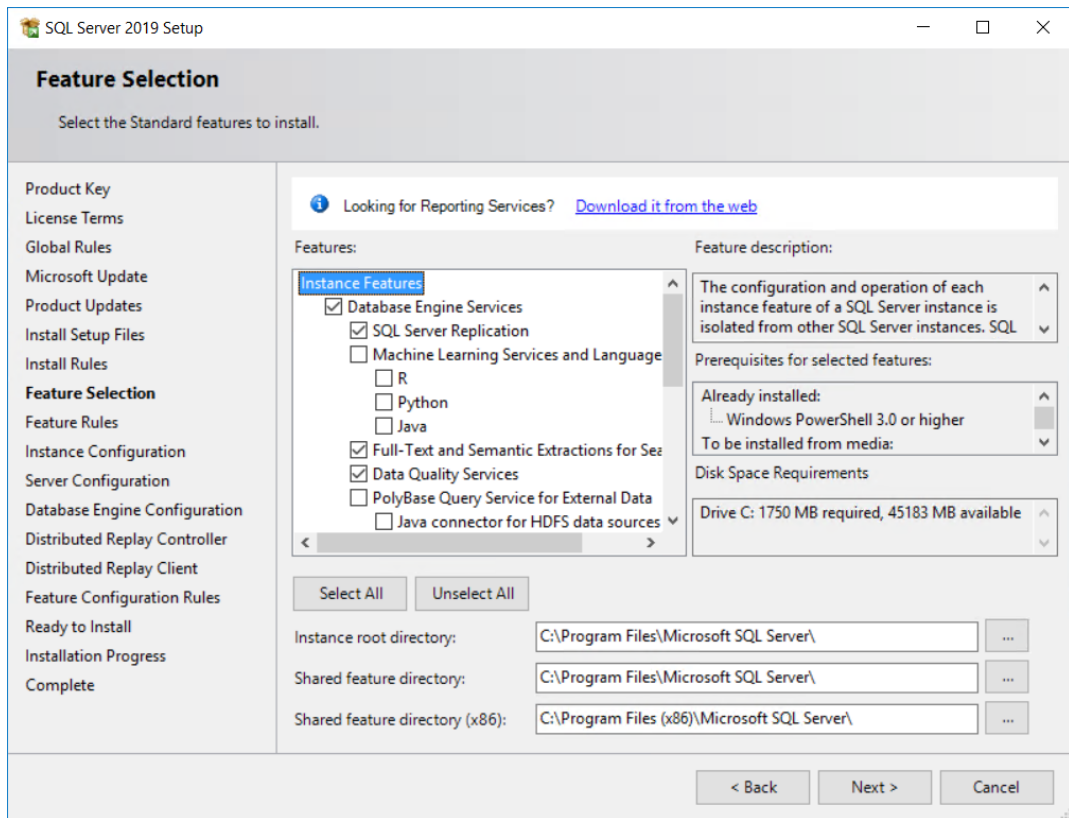 SQL Server 2019 Setup
Feature Selection
Select the Standard features to install.
Product Key
License Terms
Global Rules
Microsoft Update
Product Updates
Install Setup Files
Install Rules
Feature Selection
Feature Rules
Instance Configuration
Server Configuration
Database Engine Configuration
Distributed Replay Controller
Distributed Replay Client
Feature Configuration Rules
Ready to Install
Installation Progress
Complete
Looking for Reporting Services? Download it from the web
Features:
Instance Features
Database Engine Services
SQL Server Replication
Machine Learning Services and Language
R
Python
Java
Full-Text and Semantic Extractions for Sea
Data Quality Services
PolyBase Query Service for External Data
Java connector for HDFS data sources
Feature description:
The configuration and operation of each
instance feature of a SQL Server instance is
isolated from other SQL Server instances. SQL
Prerequisites for selected features:
Already installed:
Windows PowerShell 3.0 or higher
To be installed from media:
Disk Space Requirements
Drive C: 1750 MB required, 45183 MB available
Select All
Unselect All
Instance root directory:
C:\Program Files\Microsoft SQL Server\
...
Shared feature directory:
C:\Program Files\Microsoft SQL Server\
...
Shared feature directory (x86):
C:\Program Files (x86)\Microsoft SQL Server\
...
< Back
Next >
Cancel